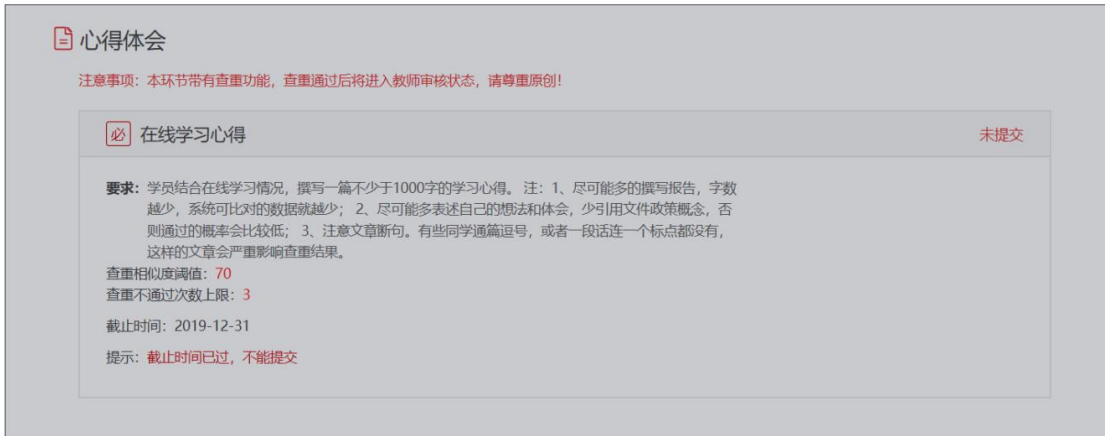 心得体会
注意事项：本环节带有查重功能，查重通过后将进入教师审核状态，请尊重原创！
必 在线学习心得 未提交
要求：学员结合在线学习情况，撰写一篇不少于1000字的学习心得。注：1、尽可能多的撰写报告，字数
越少，系统可比对的数据就越少；2、尽可能多表述自己的想法和体会，少引用文件政策概念，否
则通过的概率会比较低；3、注意文章断句。有些同学通篇逗号，或者一段话连一个标点都没有，
这样的文章会严重影响查重结果。
查重相似度阈值：70
查重不通过次数上限：3
截止时间：2019-12-31
提示：截止时间已过，不能提交